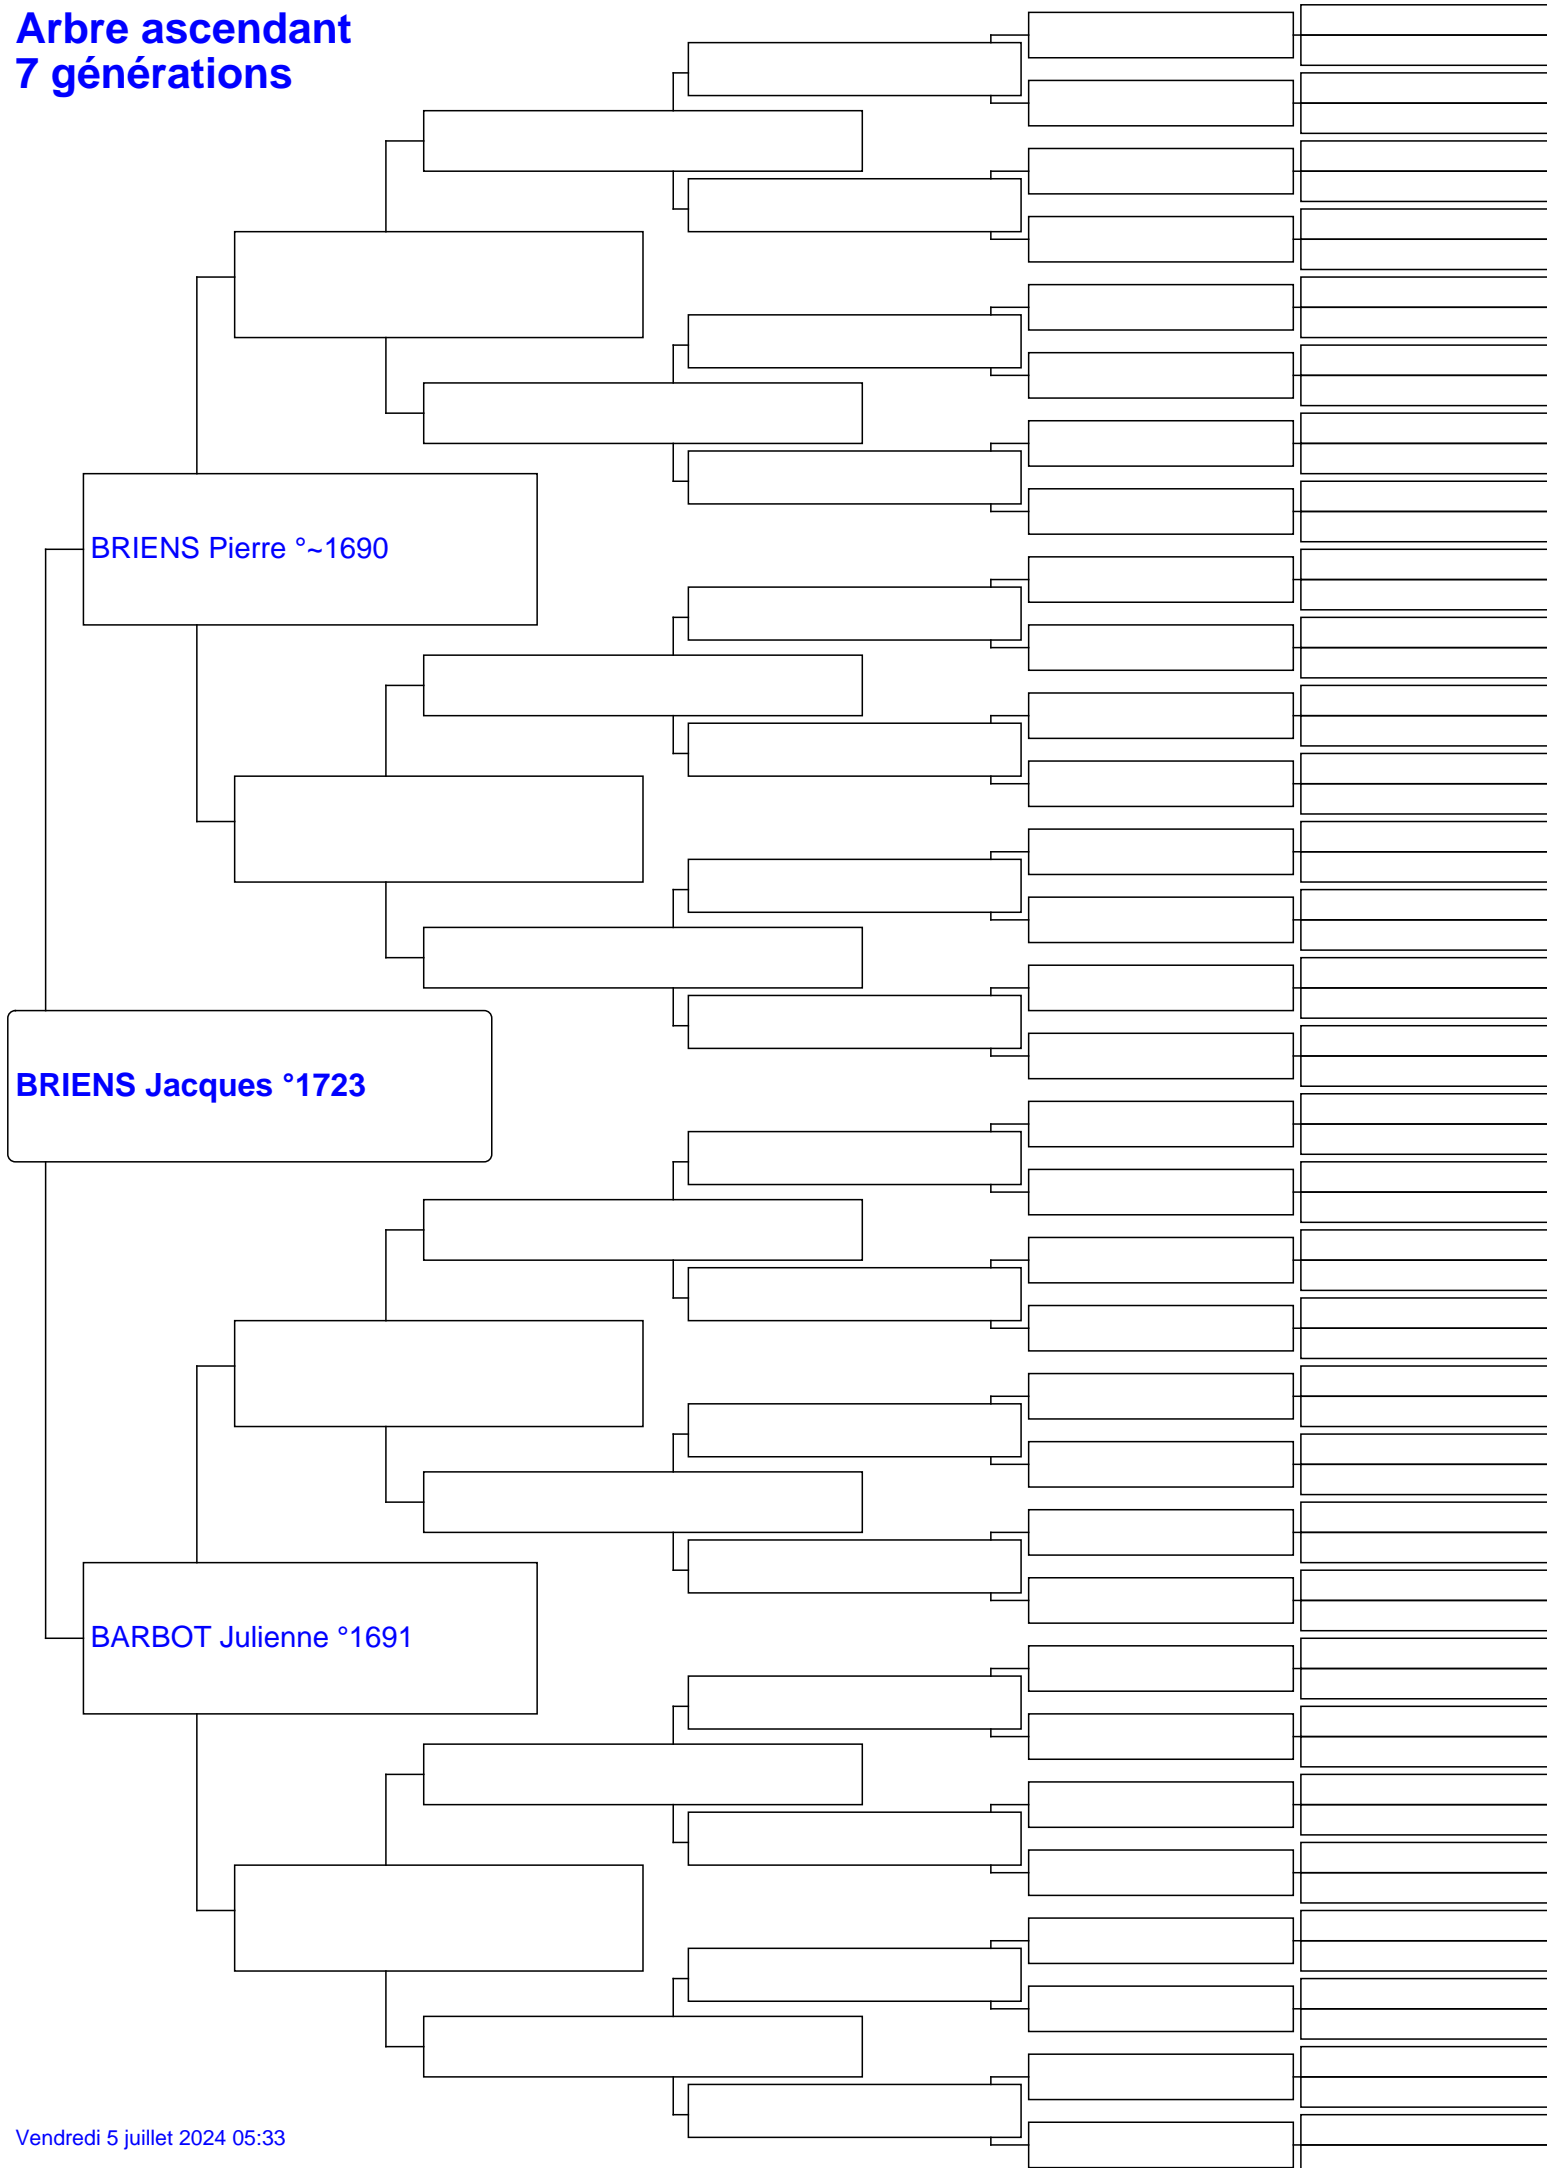 Arbre ascendant
7 générations
BRIENS Pierre °~1690
BRIENS Jacques °1723
BARBOT Julienne °1691
Vendredi 5 juillet 2024 05:33